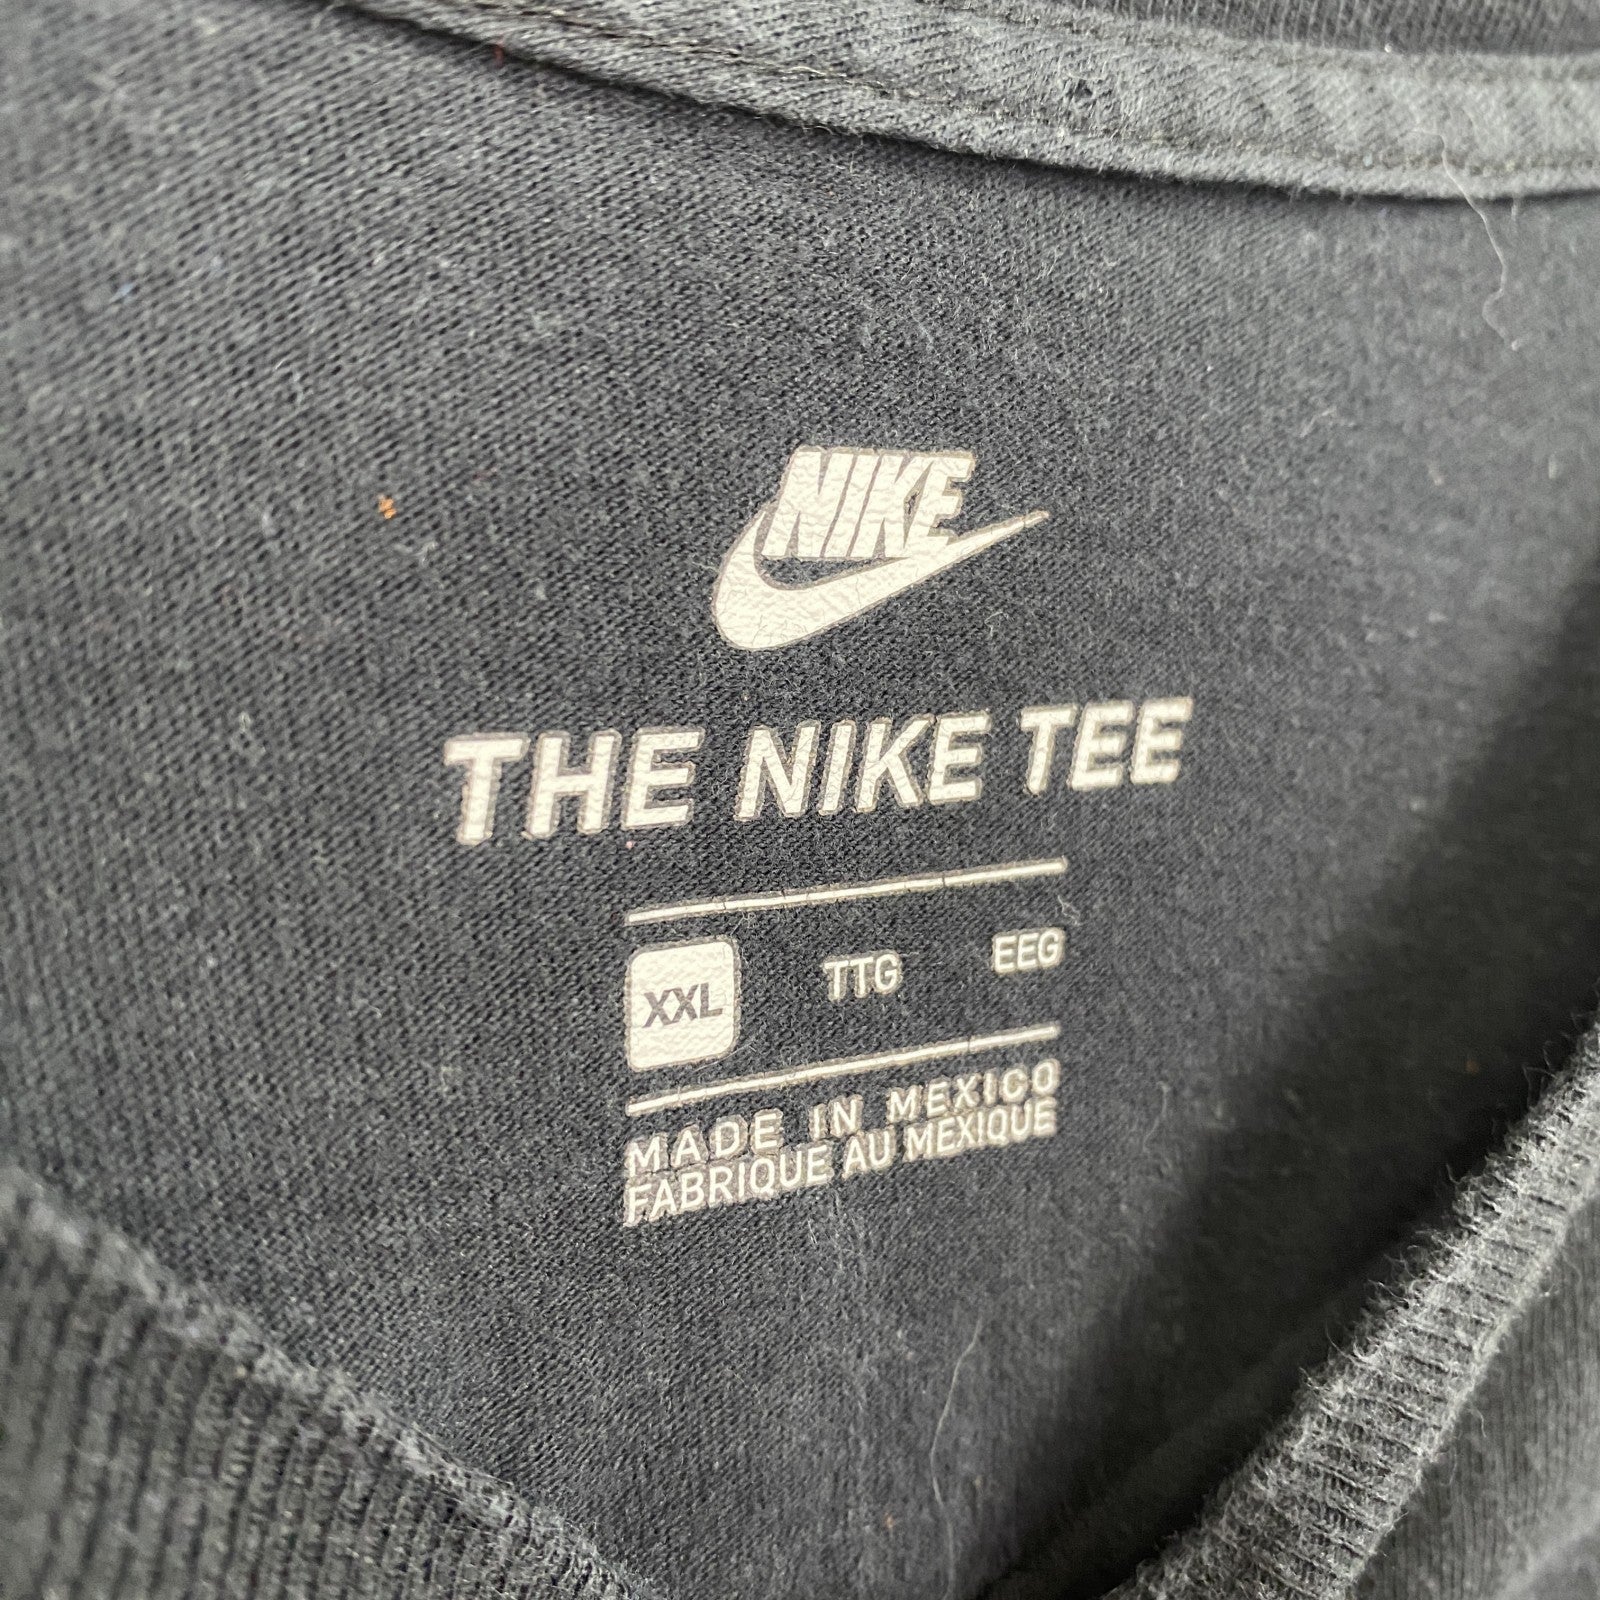 NIKE
THE NIKE TEE
XXL TTG EEG
MADE IN MEXICO
FABRIQUE AU MEXIQUE